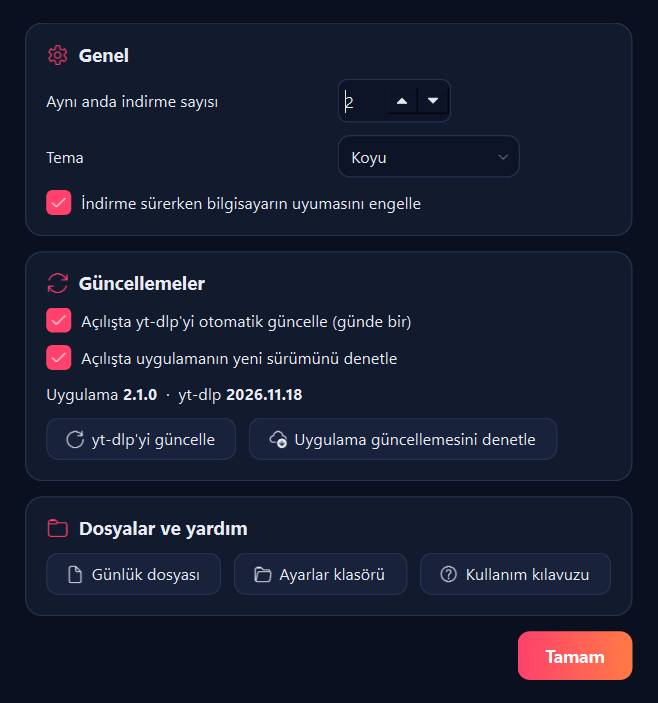 Genel
Aynı anda indirme sayısı 2
Tema Koyu
İndirme sürerken bilgisayarın uyumasını engelle
Güncellemeler
Açılışta yt-dlp'yi otomatik güncelle (günde bir)
Açılışta uygulamanın yeni sürümünü denetle
Uygulama 2.1.0 · yt-dlp 2026.11.18
yt-dlp'yi güncelle Uygulama güncellemesini denetle
Dosyalar ve yardım
Günlük dosyası Ayarlar klasörü Kullanım kılavuzu
Tamam